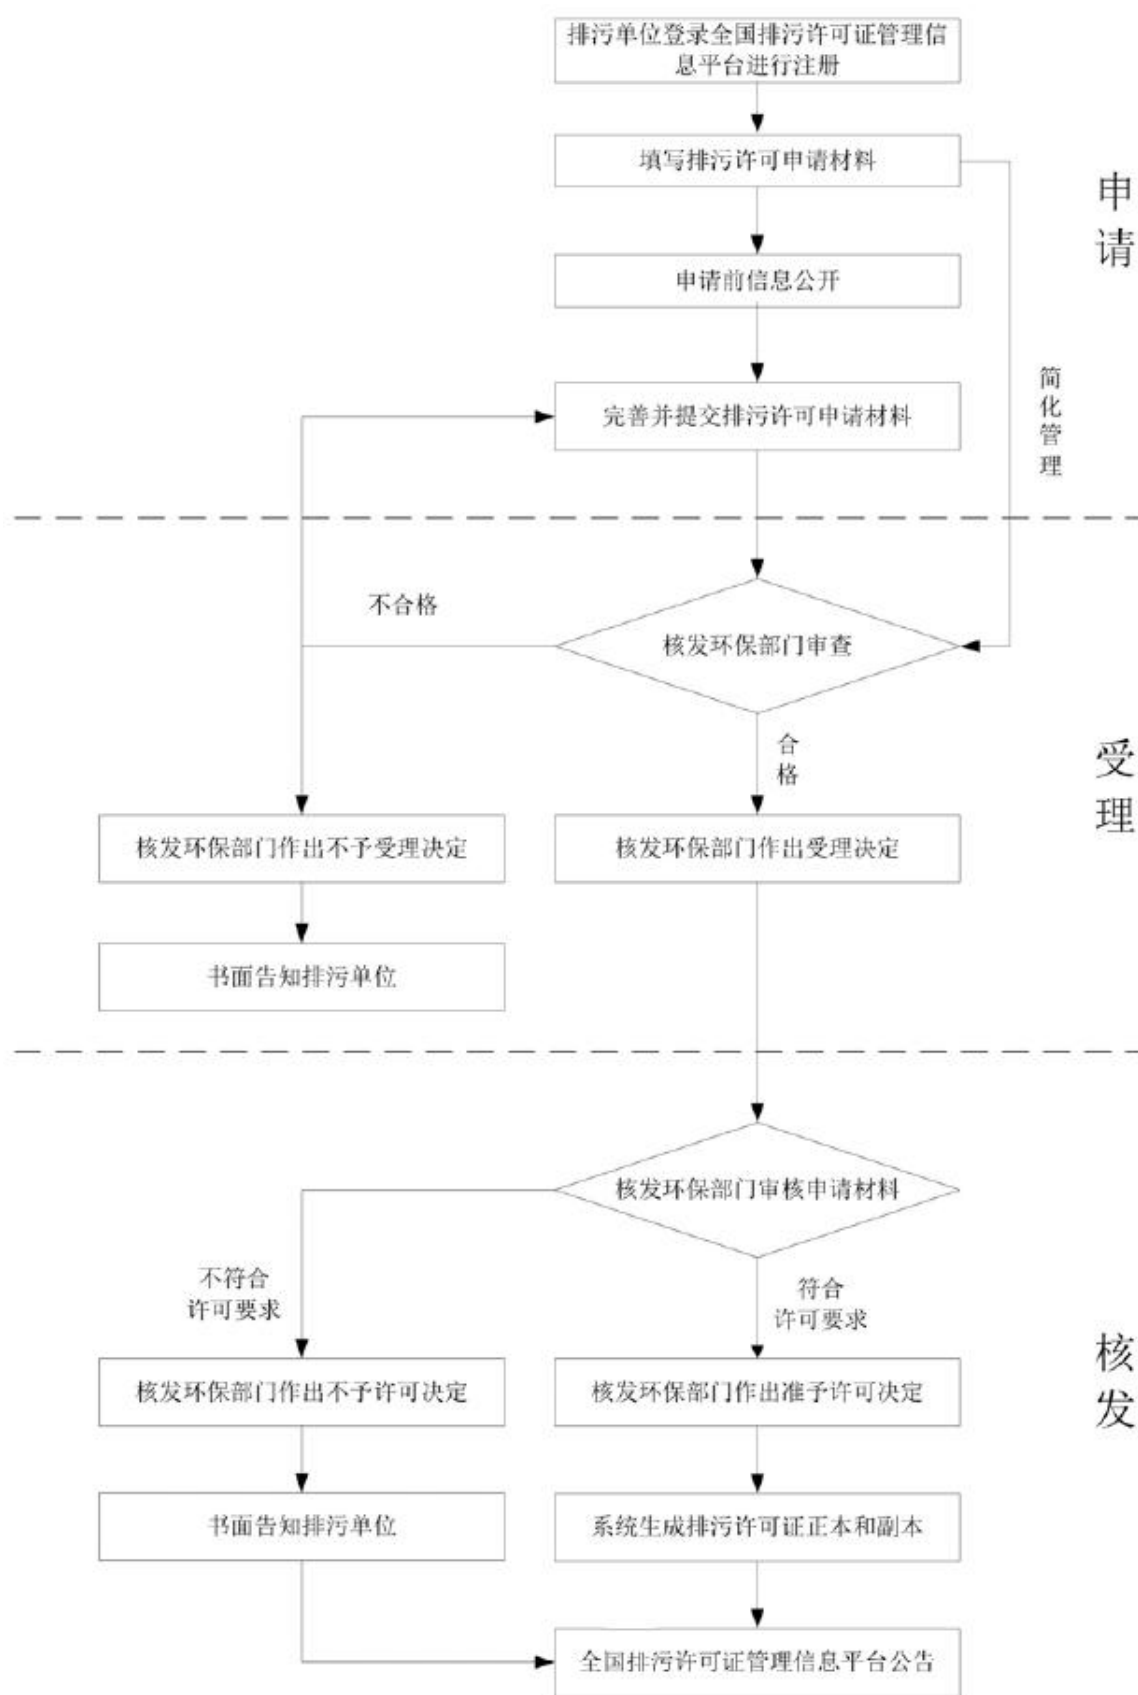 排污单位登录全国排污许可证管理信
息平台进行注册
填写排污许可申请材料
申
请
申请前信息公开
简
化
管
理
完善并提交排污许可申请材料
不合格
核发环保部门审查
合
格
受
理
核发环保部门作出不予受理决定
核发环保部门作出受理决定
书面告知排污单位
核发环保部门审核申请材料
不符合
许可要求
符合
许可要求
核
发
核发环保部门作出不予许可决定
核发环保部门作出准予许可决定
书面告知排污单位
系统生成排污许可证正本和副本
全国排污许可证管理信息平台公告